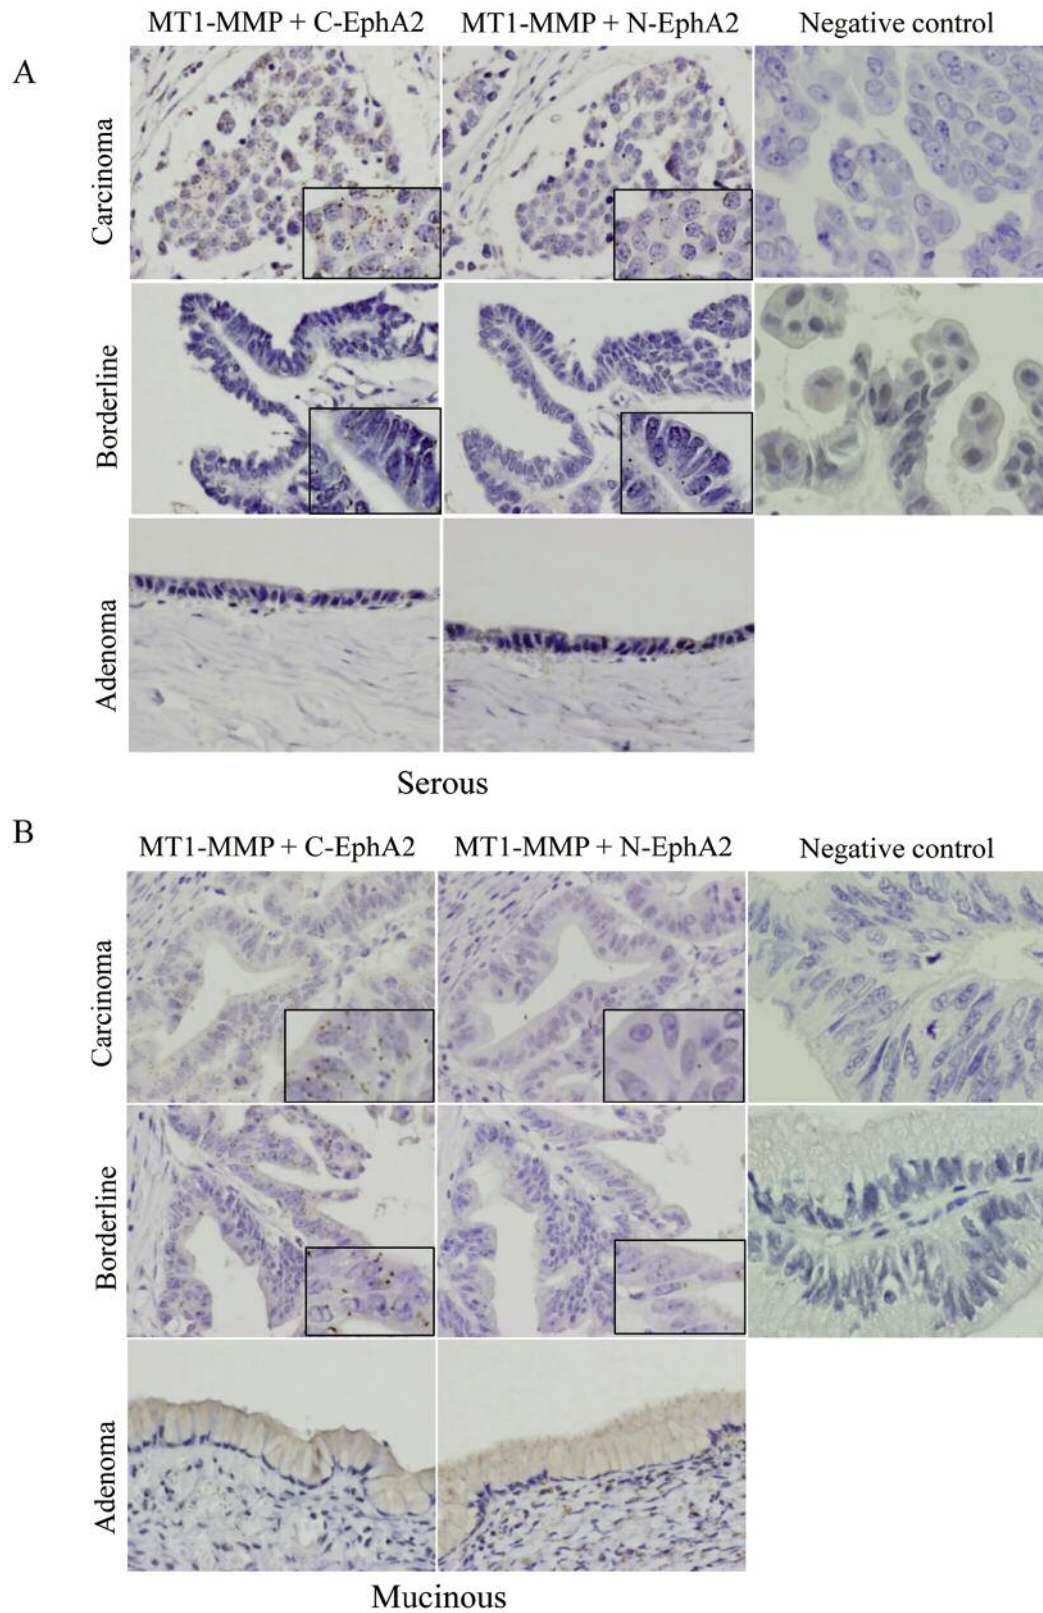 MT1-MMP + C-EphA2 MT1-MMP + N-EphA2 Negative control
A
Carcinoma
Borderline
Adenoma
Serous
B
MT1-MMP + C-EphA2 MT1-MMP + N-EphA2 Negative control
Carcinoma
Borderline
Adenoma
Mucinous